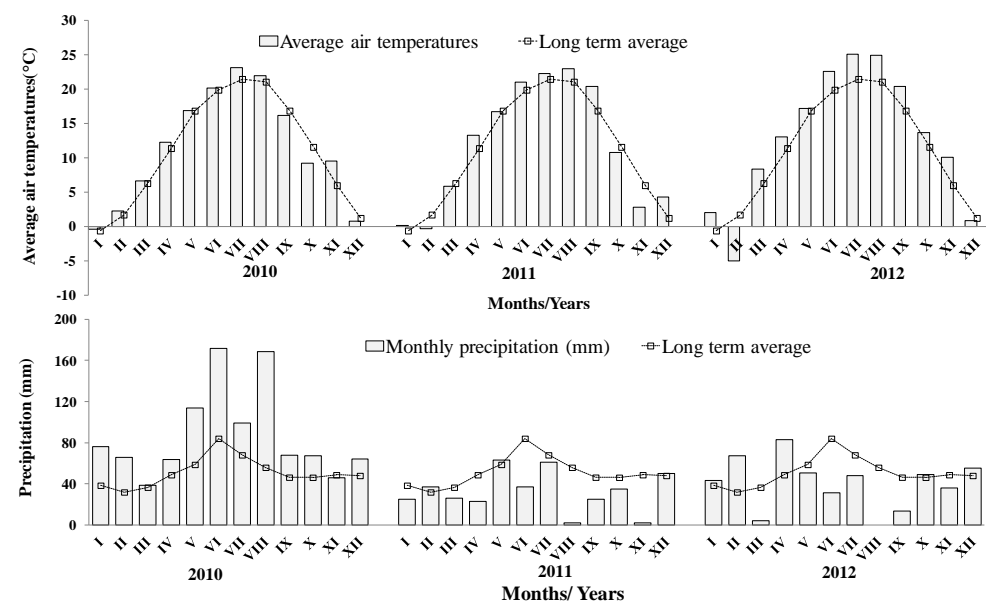 30
25
20
15
10
5
0
-5
-10
Average air temperatures(°C)
Average air temperatures
Long term average
I II III IV V VI VII VIII IX X XI XII
I II III IV V VI VII VIII IX X XI XII
I II III IV V VI VII VIII IX X XI XII
2010
2011
2012
Months/Years
200
160
120
80
40
0
Precipitation (mm)
Monthly precipitation (mm)
Long term average
I II III IV V VI VII VIII IX X XI XII
I II III IV V VI VII VIII IX X XI XII
I II III IV V VI VII VIII IX X XI XII
2010
2011
2012
Months/ Years